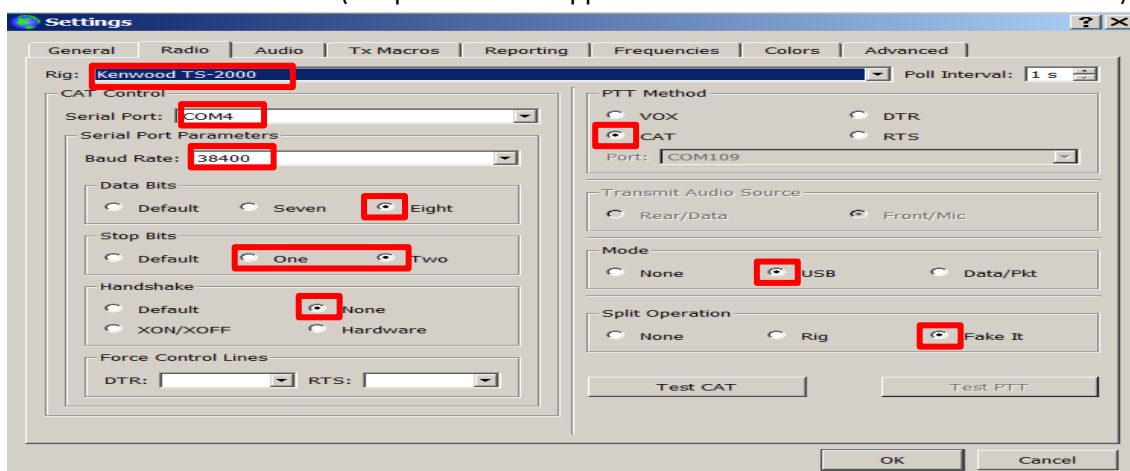 Settings
General Radio Audio Tx Macros Reporting Frequencies Colors Advanced
Rig: Kenwood TS-2000 Poll Interval: 1 s
CAT Control
Serial Port: COM4
Serial Port Parameters
Baud Rate: 38400
Data Bits
Default Seven Eight
Stop Bits
Default One Two
Handshake
Default None
XON/XOFF Hardware
Force Control Lines
DTR: RTS:
PTT Method
VOX DTR
CAT RTS
Port: COM109
Transmit Audio Source
Rear/Data Front/Mic
Mode
None USB Data/Pkt
Split Operation
None Rig Fake It
Test CAT Test PTT
OK Cancel